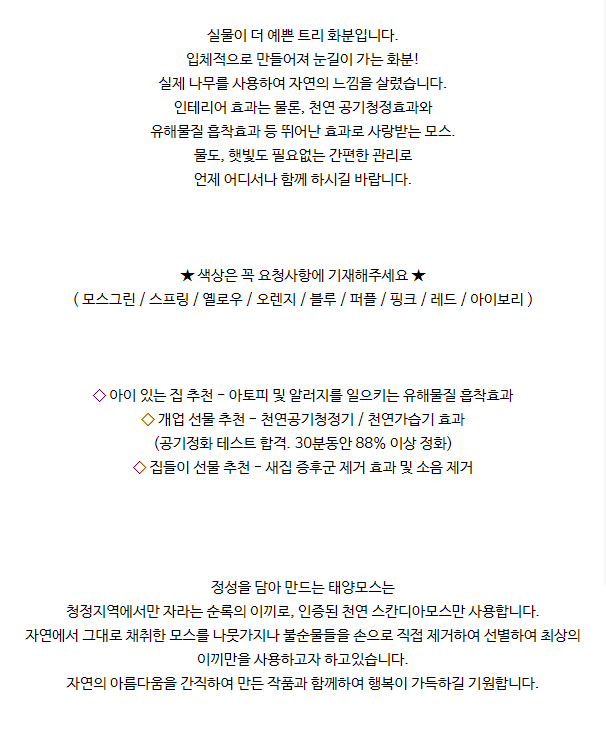 실물이 더 예쁜 트리 화분입니다.
입체적으로 만들어져 눈길이 가는 화분!
실제 나무를 사용하여 자연의 느낌을 살렸습니다.
인테리어 효과는 물론, 천연 공기청정효과와
유해물질 흡착효과 등 뛰어난 효과로 사랑받는 모스.
물도, 햇빛도 필요없는 간편한 관리로
언제 어디서나 함께 하시길 바랍니다.
★ 색상은 꼭 요청사항에 기재해주세요 ★
( 모스그린 / 스프링 / 옐로우 / 오렌지 / 블루 / 퍼플 / 핑크 / 레드 / 아이보리 )
◇ 아이 있는 집 추천 - 아토피 및 알러지를 일으키는 유해물질 흡착효과
◇ 개업 선물 추천 - 천연공기청정기 / 천연가습기 효과
(공기정화 테스트 합격. 30분동안 88% 이상 정화)
◇ 집들이 선물 추천 - 새집 증후군 제거 효과 및 소음 제거
정성을 담아 만드는 태양모스는
청정지역에서만 자라는 순록의 이끼로, 인증된 천연 스칸디아모스만 사용합니다.
자연에서 그대로 채취한 모스를 나뭇가지나 불순물들을 손으로 직접 제거하여 선별하여 최상의
이끼만을 사용하고자 하고있습니다.
자연의 아름다움을 간직하여 만든 작품과 함께하여 행복이 가득하길 기원합니다.